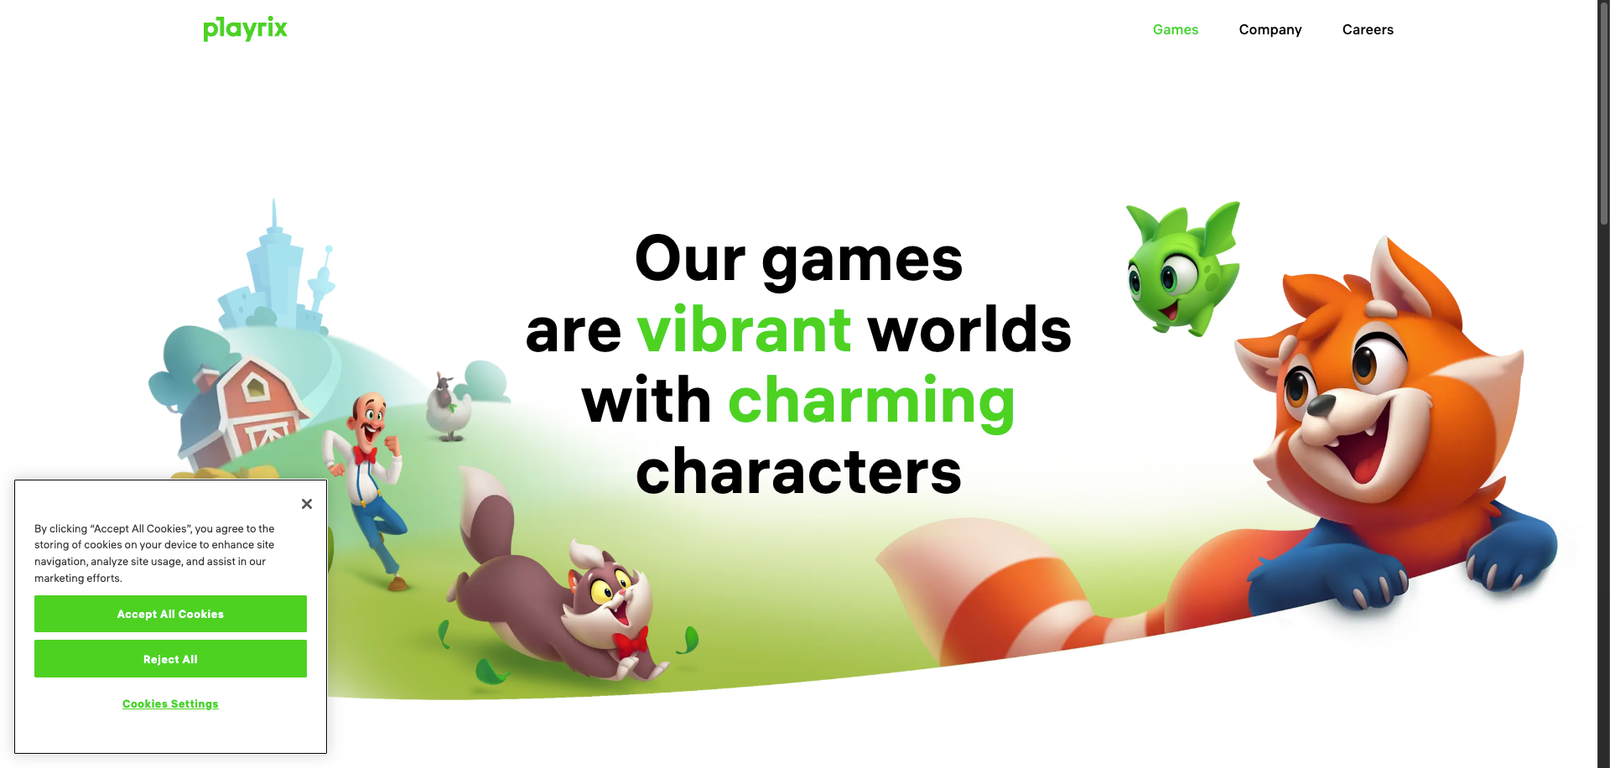 playrix
Games
Company
Careers
Our games
are vibrant worlds
with charming
characters
By clicking “Accept All Cookies”, you agree to the
storing of cookies on your device to enhance site
navigation, analyze site usage, and assist in our
marketing efforts.
Accept All Cookies
Reject All
Cookies Settings